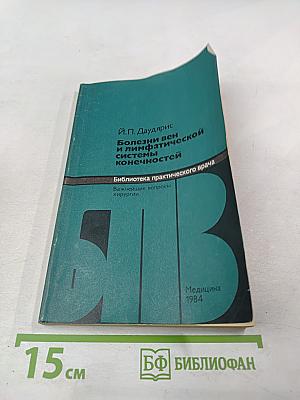 Й.П. Даудярис
Болезни вен
и лимфатической
системы
конечностей
Библиотека практического врача
Важнейшие вопросы
хирургии
БПВ
Медицина
1984
15 см
БФ БИБЛИОФАН